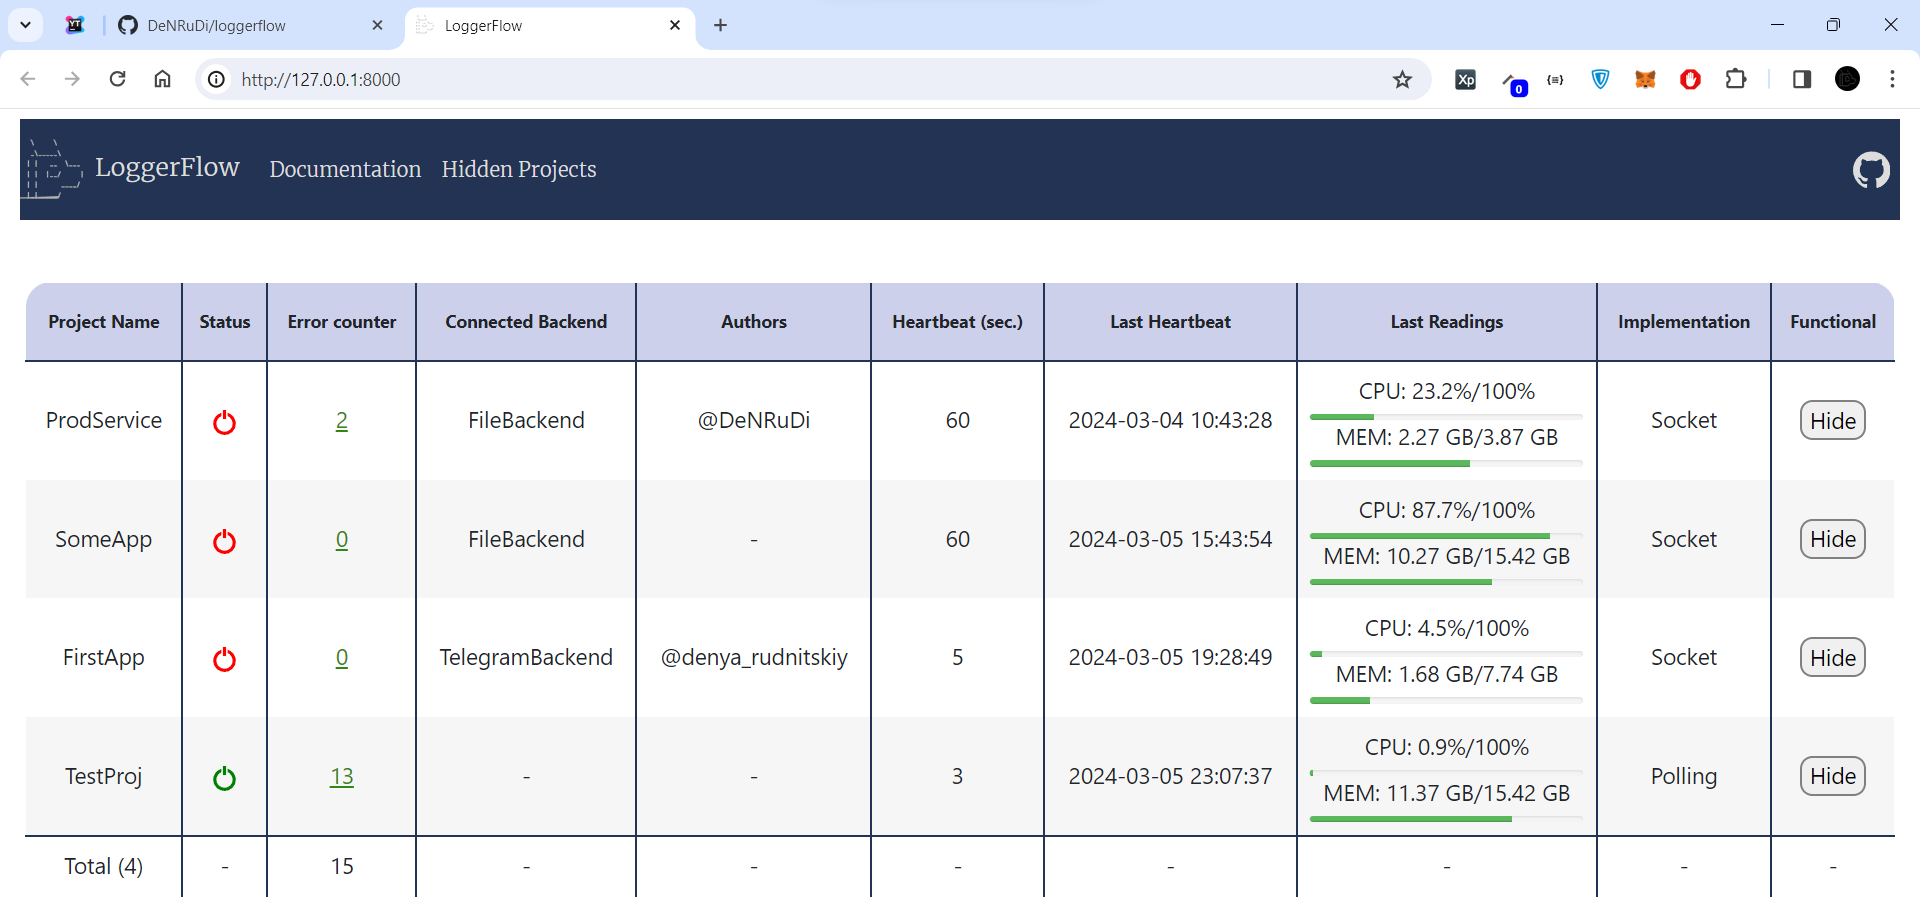 DeNRuDi/loggerflow
LoggerFlow
http://127.0.0.1:8000
Xp
0
LoggerFlow Documentation Hidden Projects
Project Name Status Error counter Connected Backend Authors Heartbeat (sec.) Last Heartbeat Last Readings Implementation Functional
ProdService 2 FileBackend @DeNRuDi 60 2024-03-04 10:43:28 CPU: 23.2%/100% Socket Hide
MEM: 2.27 GB/3.87 GB
SomeApp 0 FileBackend - 60 2024-03-05 15:43:54 CPU: 87.7%/100% Socket Hide
MEM: 10.27 GB/15.42 GB
FirstApp 0 TelegramBackend @denya_rudnitskiy 5 2024-03-05 19:28:49 CPU: 4.5%/100% Socket Hide
MEM: 1.68 GB/7.74 GB
TestProj 13 - - 3 2024-03-05 23:07:37 CPU: 0.9%/100% Polling Hide
MEM: 11.37 GB/15.42 GB
Total (4) - 15 - - - - - - -